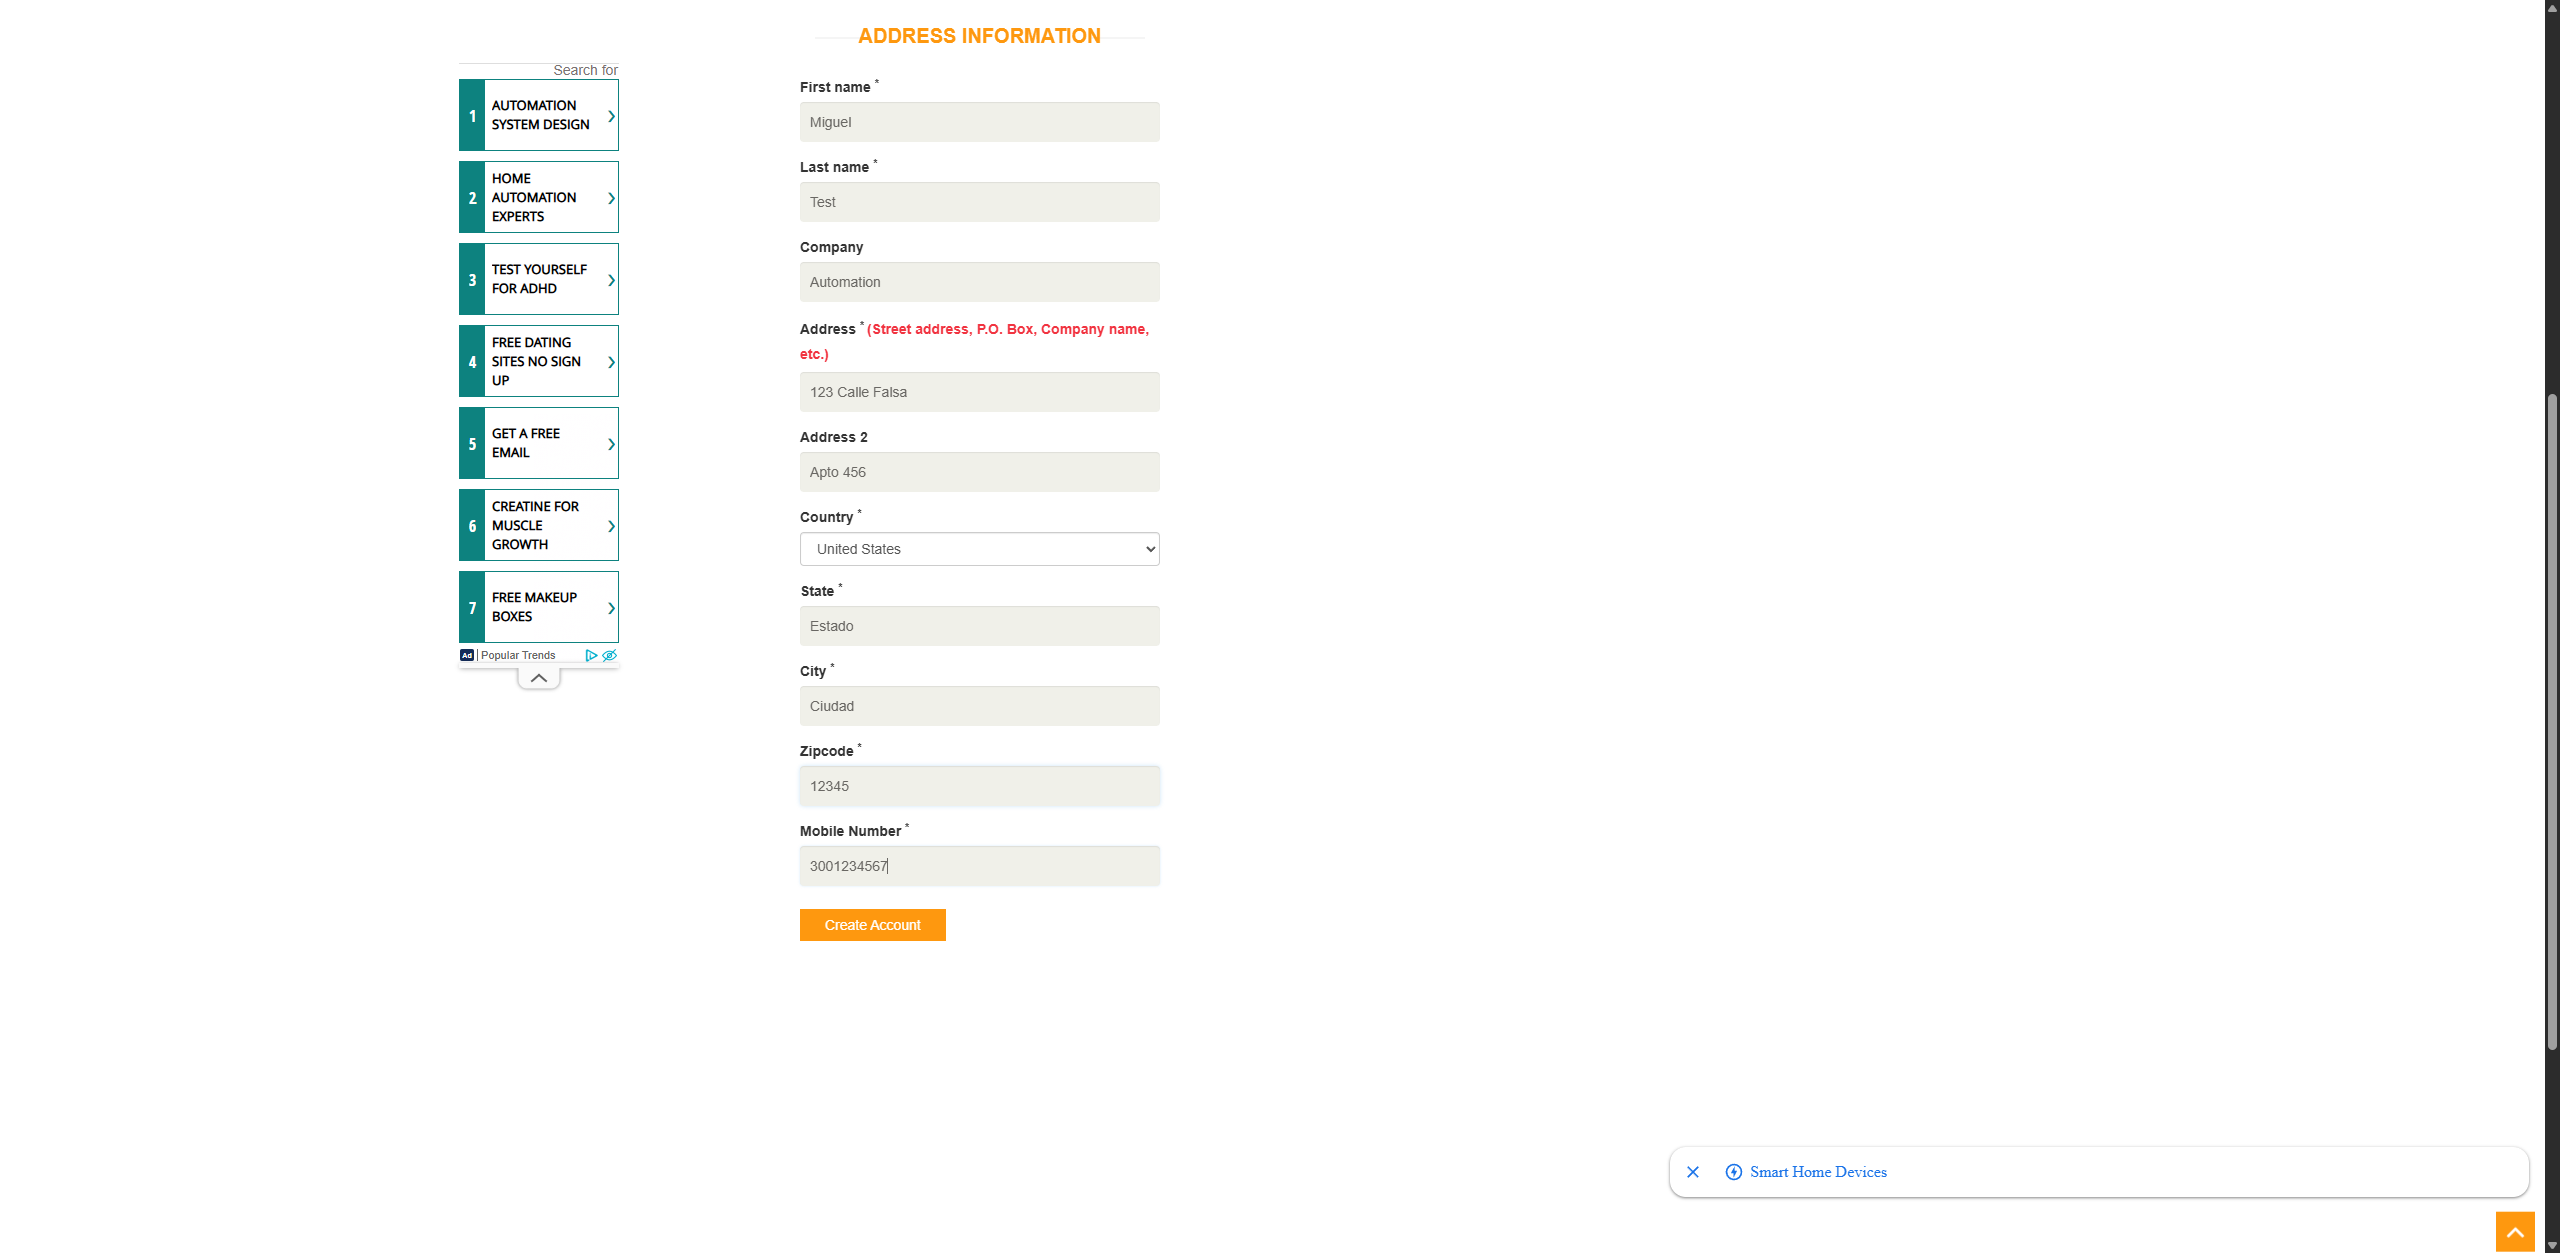 ADDRESS INFORMATION
Search for
1
AUTOMATION
SYSTEM DESIGN
2
HOME
AUTOMATION
EXPERTS
3
TEST YOURSELF
FOR ADHD
4
FREE DATING
SITES NO SIGN
UP
5
GET A FREE
EMAIL
6
CREATINE FOR
MUSCLE
GROWTH
7
FREE MAKEUP
BOXES
Ad | Popular Trends
First name *
Miguel
Last name *
Test
Company
Automation
Address * (Street address, P.O. Box, Company name,
etc.)
123 Calle Falsa
Address 2
Apto 456
Country *
United States
State *
Estado
City *
Ciudad
Zipcode *
12345
Mobile Number *
3001234567
Create Account
Smart Home Devices